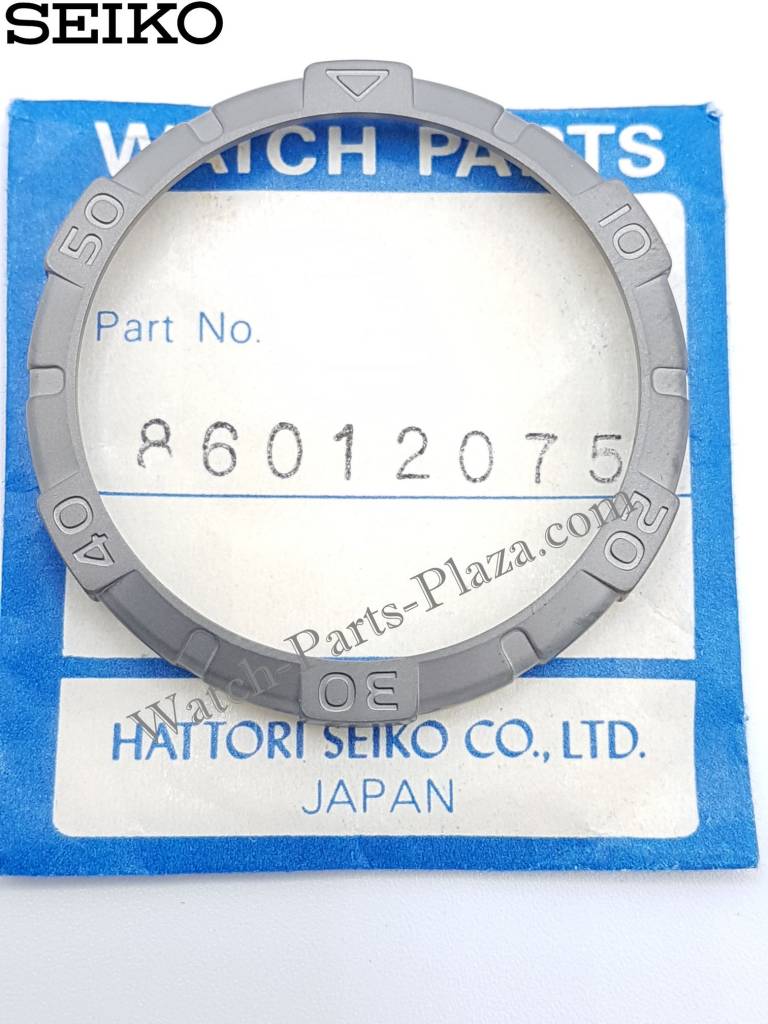 SEIKO
WATCH PARTS
50
10
Part No.
86012075
40
20
Watch-Parts-Plaza.com
30
HATTORI SEIKO CO., LTD.
JAPAN